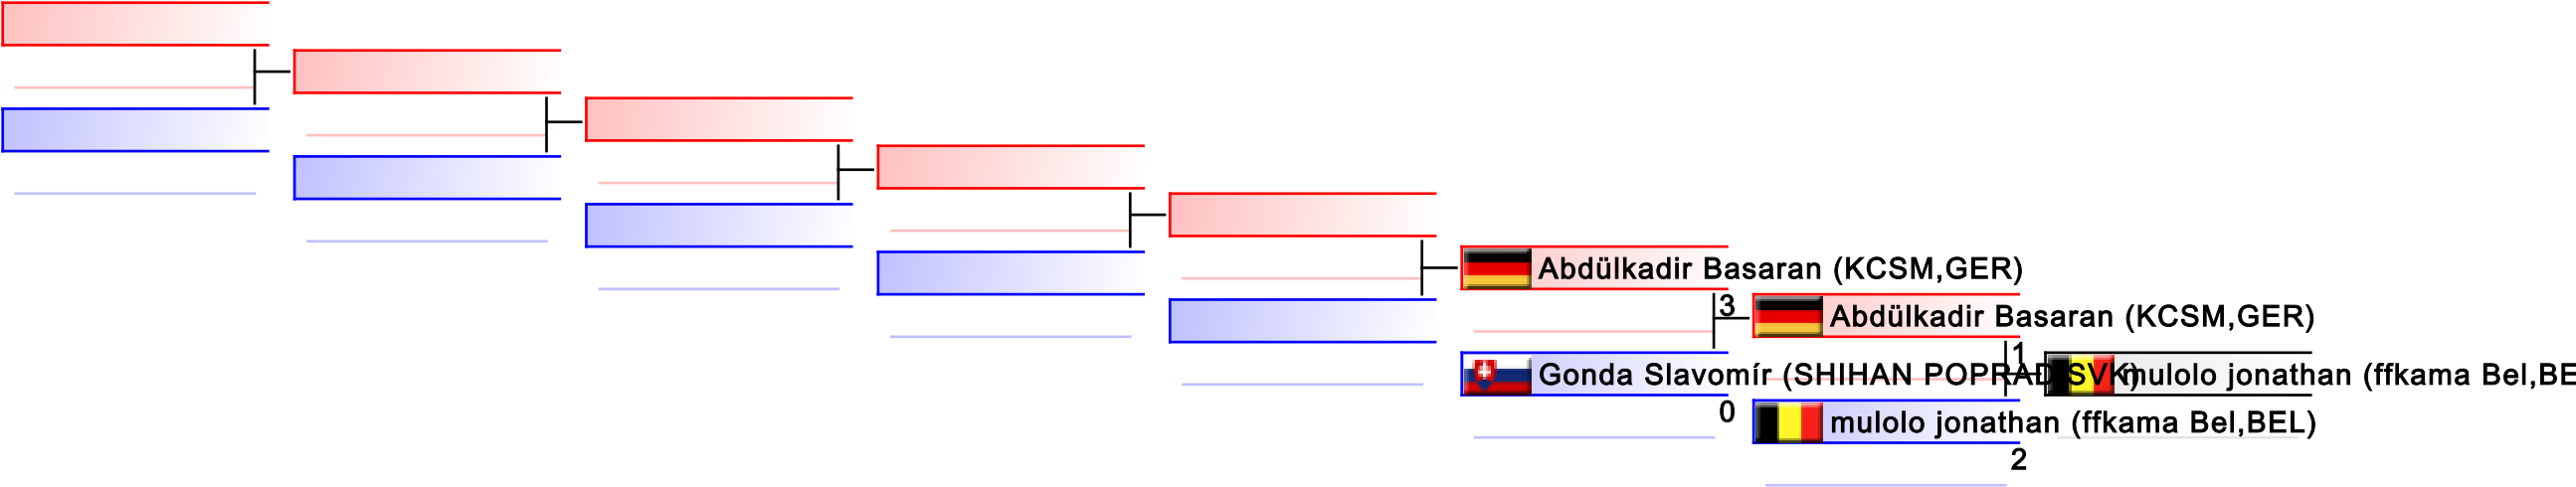 Abdülkadir Basaran (KCSM,GER)
3
Abdülkadir Basaran (KCSM,GER)
1
Gonda Slavomír (SHIHAN POPRAD,SVK)
mulolo jonathan (ffkama Bel,BE
0
mulolo jonathan (ffkama Bel,BEL)
2